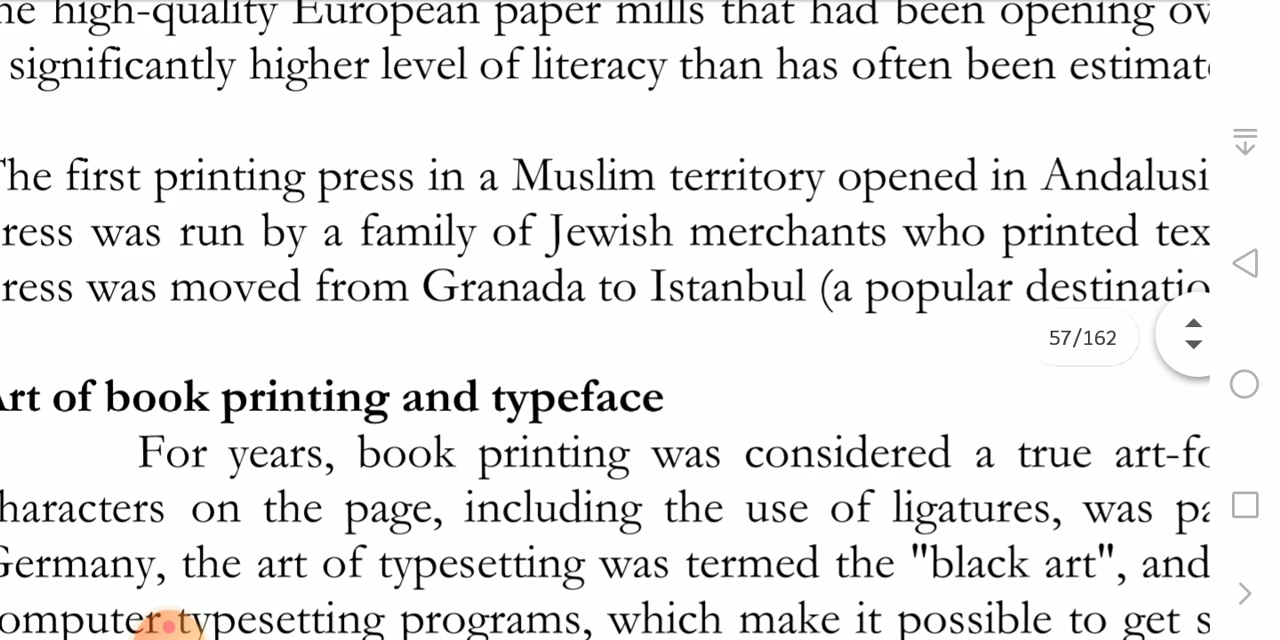 he high-quality European paper mills that had been opening ov
significantly higher level of literacy than has often been estimate
The first printing press in a Muslim territory opened in Andalusi
ress was run by a family of Jewish merchants who printed tex
ress was moved from Granada to Istanbul (a popular destinatio
57/162
Art of book printing and typeface
For years, book printing was considered a true art-fo
haracters on the page, including the use of ligatures, was pa
Germany, the art of typesetting was termed the "black art", and
omputer typesetting programs, which make it possible to get s